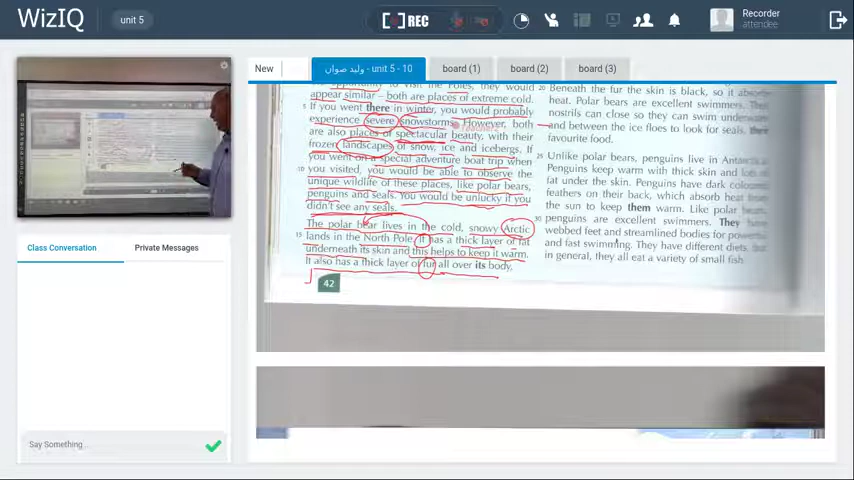 WizIQ
unit 5
REC
Recorder
attendee
New
وليد صوان - unit 5 - 10
board (1)
board (2)
board (3)
to visit the Poles, they would
appear similar – both are places of extreme cold.
5 If you went there in winter, you would probably
experience severe snowstorms. However, both
are also places of spectacular beauty, with their
frozen landscapes of snow, ice and icebergs. If
you went on a special adventure boat trip when
10 you visited, you would be able to observe the
unique wildlife of these places, like polar bears,
penguins and seals. You would be unlucky if you
didn't see any seals.
The polar bear lives in the cold, snowy Arctic
15 lands in the North Pole. It has a thick layer of fat
underneath its skin and this helps to keep it warm.
It also has a thick layer of fur all over its body.
42
20 Beneath the fur the skin is black, so it absorbs
heat. Polar bears are excellent swimmers.
nostrils can close so they can swim underwater
and between the ice floes to look for seals, their
favourite food.
25 Unlike polar bears, penguins live in
Penguins keep warm with thick skin and lots of
fat under the skin. Penguins have dark
feathers on their back, which absorb heat from
the sun to keep them warm. Like polar
30 penguins are excellent swimmers. They
webbed feet and streamlined bodies for
and fast swimming. They have different diets,
in general, they all eat a variety of small fish
Class Conversation
Private Messages
Say Something..